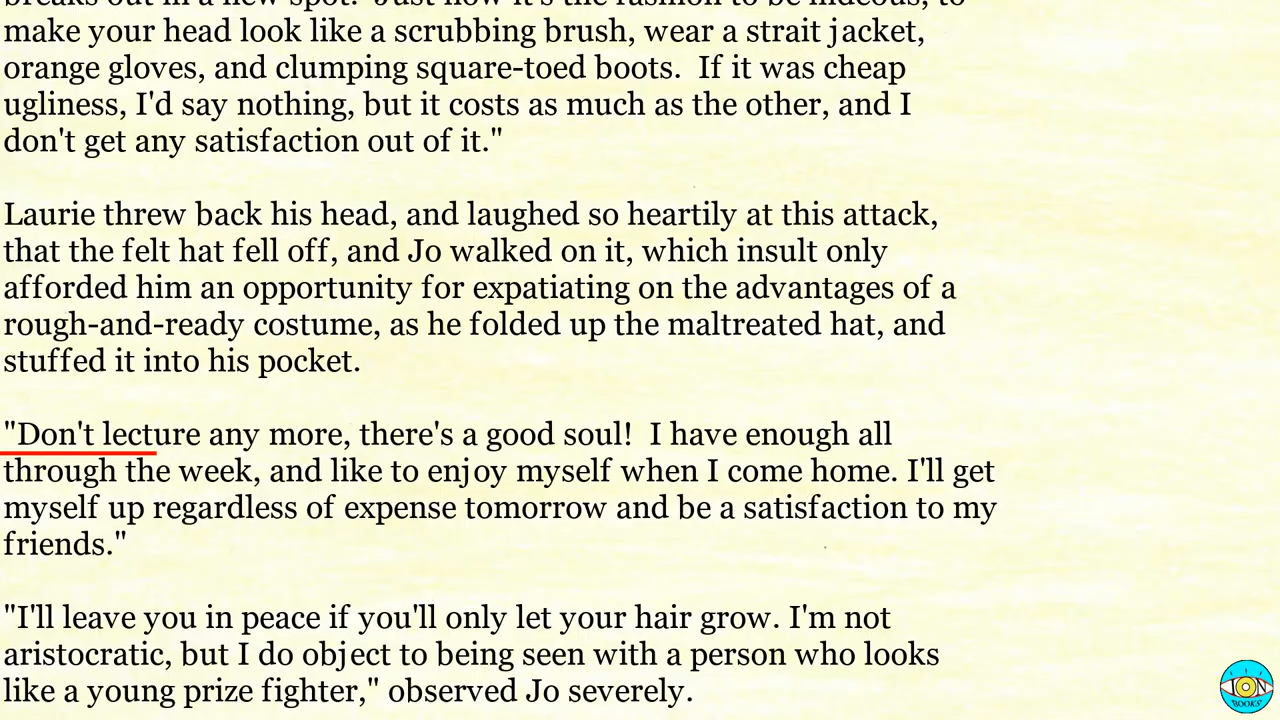 breaks out in a new spot. Just now it's the fashion to be hideous, to
make your head look like a scrubbing brush, wear a strait jacket,
orange gloves, and clumping square-toed boots. If it was cheap
ugliness, I'd say nothing, but it costs as much as the other, and I
don't get any satisfaction out of it."
Laurie threw back his head, and laughed so heartily at this attack,
that the felt hat fell off, and Jo walked on it, which insult only
afforded him an opportunity for expatiating on the advantages of a
rough-and-ready costume, as he folded up the maltreated hat, and
stuffed it into his pocket.
"Don't lecture any more, there's a good soul! I have enough all
through the week, and like to enjoy myself when I come home. I'll get
myself up regardless of expense tomorrow and be a satisfaction to my
friends."
"I'll leave you in peace if you'll only let your hair grow. I'm not
aristocratic, but I do object to being seen with a person who looks
like a young prize fighter," observed Jo severely.
ION
BOOKS